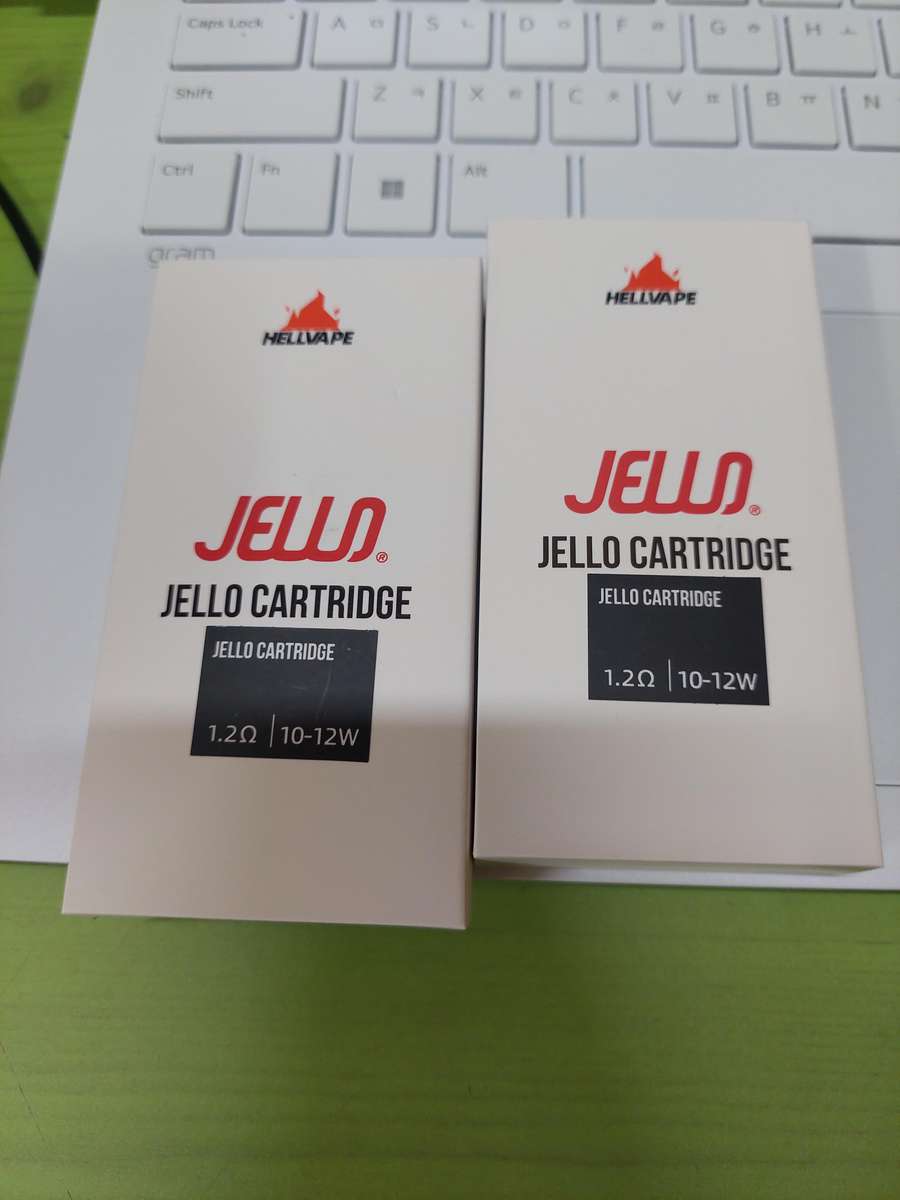 Caps Lock
A ㅁ
S ㄴ
D ㅇ
F ㄹ
G ㅎ
H ㅗ
Shift
Z ㅋ
X ㅌ
C ㅊ
V ㅍ
B ㅠ
N
Ctrl
Fn
Alt
gram
HELLVAPE
JELLO®
JELLO CARTRIDGE
JELLO CARTRIDGE
1.2Ω | 10-12W
HELLVAPE
JELLO®
JELLO CARTRIDGE
JELLO CARTRIDGE
1.2Ω | 10-12W